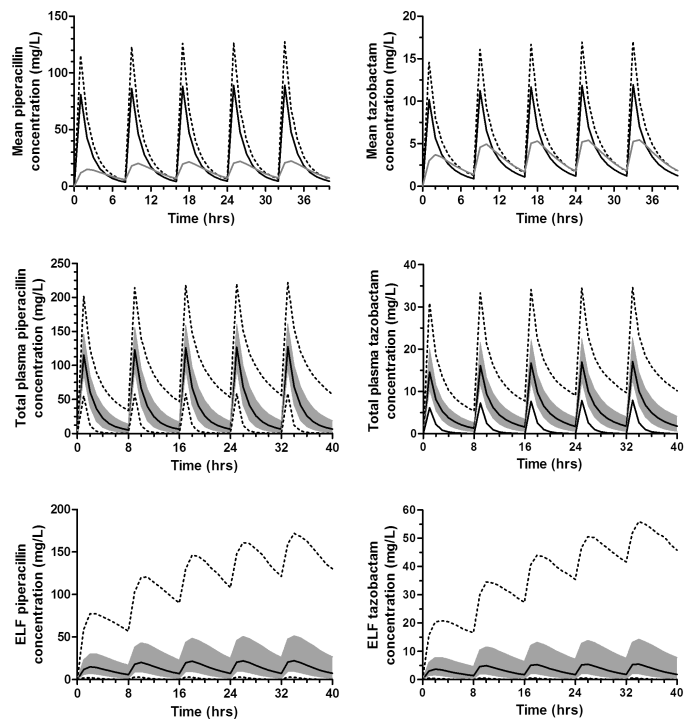 Mean piperacillin
concentration (mg/L)
150
100
50
0
0 8 12 18 24 30 36
Time (hrs)
Mean tazobactam
concentration (mg/L)
20
15
10
5
0
0 6 12 18 24 30 36
Time (hrs)
Total plasma piperacillin
concentration (mg/L)
250
200
150
100
50
0
0 8 16 24 32 40
Time (hrs)
Total plasma tazobactam
concentration (mg/L)
40
30
20
10
0
0 8 16 24 32 40
Time (hrs)
ELF piperacillin
concentration (mg/L)
200
150
100
50
0
0 8 16 24 32 40
Time (hrs)
ELF tazobactam
concentration (mg/L)
60
50
40
30
20
10
0
0 8 16 24 32 40
Time (hrs)